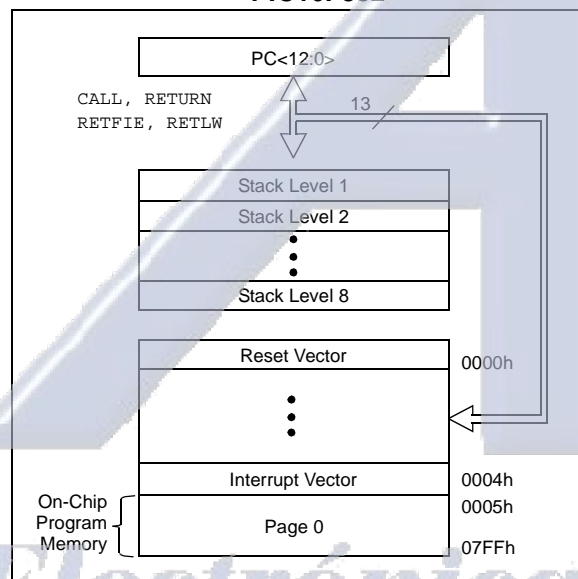 PC<12:0>
CALL, RETURN
13
RETFIE, RETLW
Stack Level 1
Stack Level 2
Stack Level 8
Reset Vector
0000h
Interrupt Vector
0004h
On-Chip
0005h
Program
Page 0
Memory
07FFh